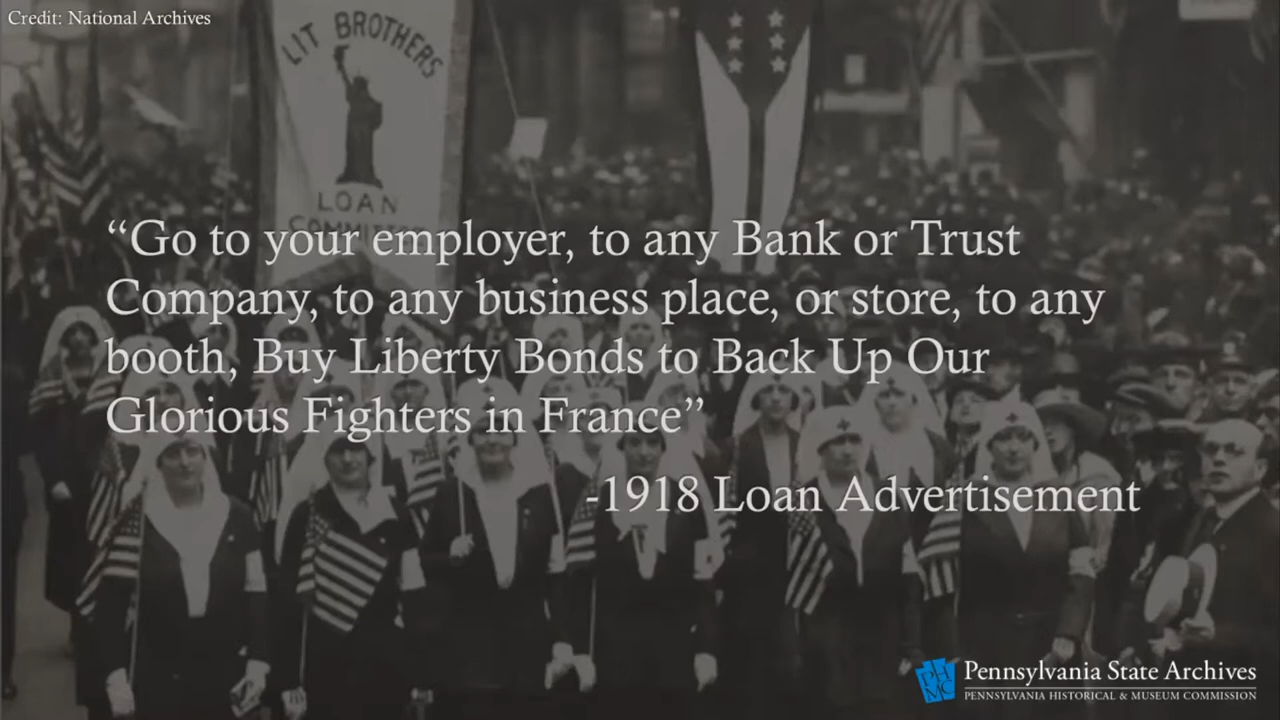 Credit: National Archives
LIT BROTHERS
LOAN
COMMITTEE
“Go to your employer, to any Bank or Trust
Company, to any business place, or store, to any
booth, Buy Liberty Bonds to Back Up Our
Glorious Fighters in France”
-1918 Loan Advertisement
PHMC
Pennsylvania State Archives
PENNSYLVANIA HISTORICAL & MUSEUM COMMISSION